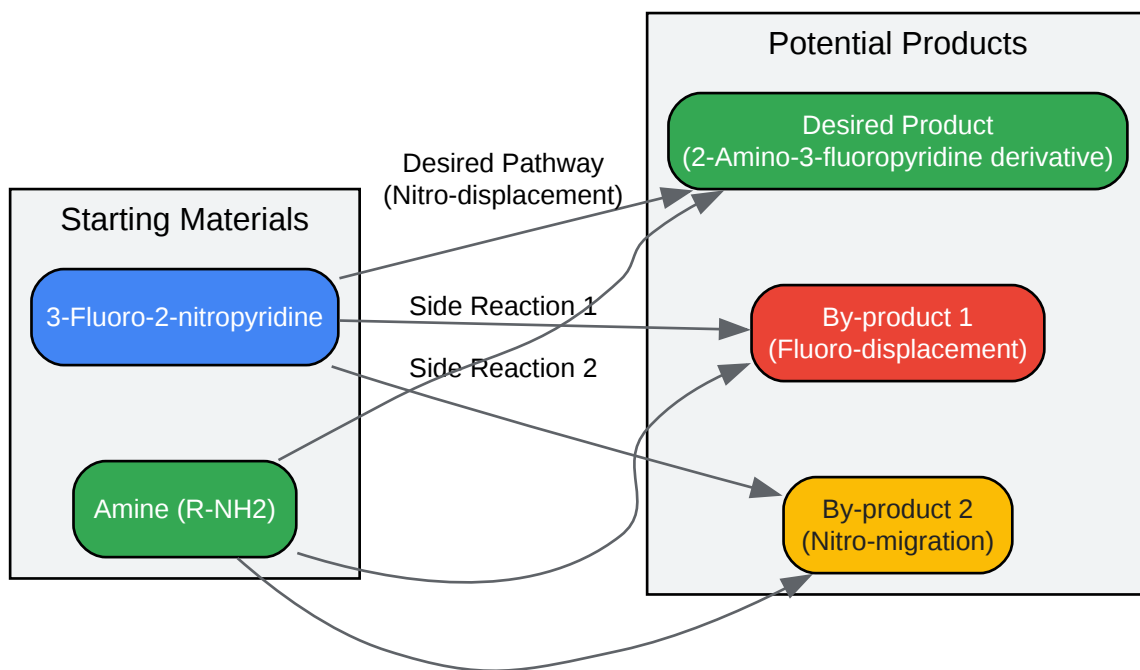 Starting Materials
3-Fluoro-2-nitropyridine
Amine (R-NH2)
Desired Pathway
(Nitro-displacement)
Side Reaction 1
Side Reaction 2
Potential Products
Desired Product
(2-Amino-3-fluoropyridine derivative)
By-product 1
(Fluoro-displacement)
By-product 2
(Nitro-migration)